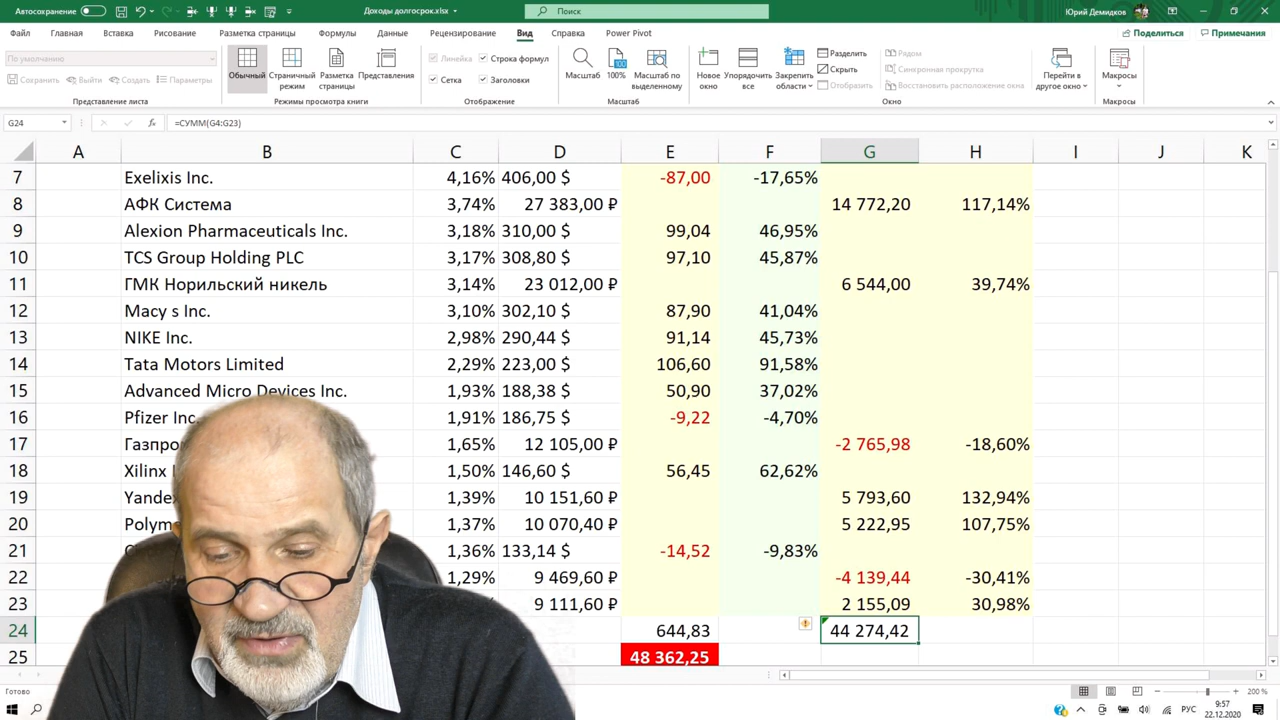 Автосохранение
Доходы долгосрок.xlsx
Поиск
Юрий Демидков
Файл Главная Вставка Рисование Разметка страницы Формулы Данные Вид Справка Power Pivot Поделиться Примечания
По умолчанию
Сохранить Выйти Создать Параметры
Представление листа
Обычный
Страничный режим
Разметка страницы
Представления
Режимы просмотра книги
Линейка Строка формул
Сетка Заголовки
Отображение
Масштаб
100%
Масштаб по выделенному
Масштаб
Новое окно
Упорядочить все
Закрепить области
Разделить
Скрыть
Отобразить
Рядом
Синхронная прокрутка
Восстановить расположение окна
Окно
Перейти в другое окно
Макросы
Макросы
G24 fx =СУММ(G4:G23)
A B C D E F G H I J K
7 Exelixis Inc. 4,16% 406,00 $ -87,00 -17,65%
8 АФК Система 3,74% 27 383,00 ₽ 14 772,20 117,14%
9 Alexion Pharmaceuticals Inc. 3,18% 310,00 $ 99,04 46,95%
10 TCS Group Holding PLC 3,17% 308,80 $ 97,10 45,87%
11 ГМК Норильский никель 3,14% 23 012,00 ₽ 6 544,00 39,74%
12 Macy s Inc. 3,10% 302,10 $ 87,90 41,04%
13 NIKE Inc. 2,98% 290,44 $ 91,14 45,73%
14 Tata Motors Limited 2,29% 223,00 $ 106,60 91,58%
15 Advanced Micro Devices Inc. 1,93% 188,38 $ 50,90 37,02%
16 Pfizer Inc. 1,91% 186,75 $ -9,22 -4,70%
17 Газпро 1,65% 12 105,00 ₽ -2 765,98 -18,60%
18 Xilinx 1,50% 146,60 $ 56,45 62,62%
19 Yandex 1,39% 10 151,60 ₽ 5 793,60 132,94%
20 Polym 1,37% 10 070,40 ₽ 5 222,95 107,75%
21 1,36% 133,14 $ -14,52 -9,83%
22 1,29% 9 469,60 ₽ -4 139,44 -30,41%
23 9 111,60 ₽ 2 155,09 30,98%
24 644,83 44 274,42
25 48 362,25
Готово
200 %
РУС
9:57
22.12.2020